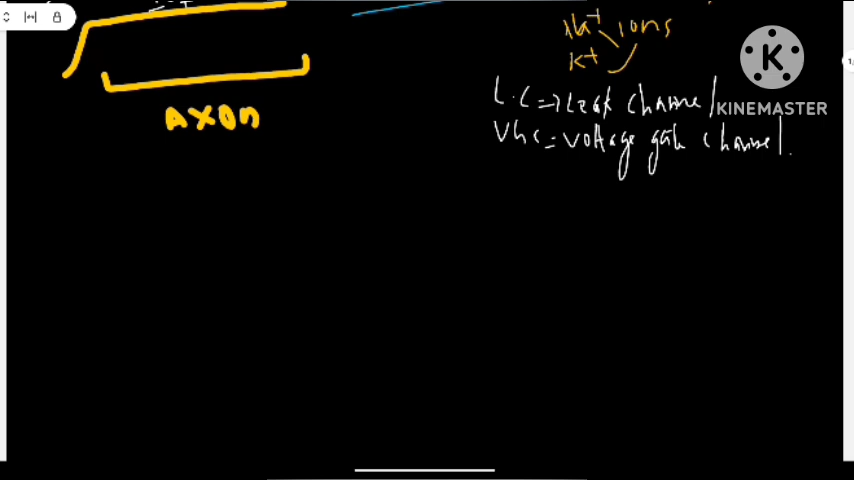 Na+ ions
K+
L.C => Leak channel
VGC = voltage gate channel.
AXOn
KINEMASTER